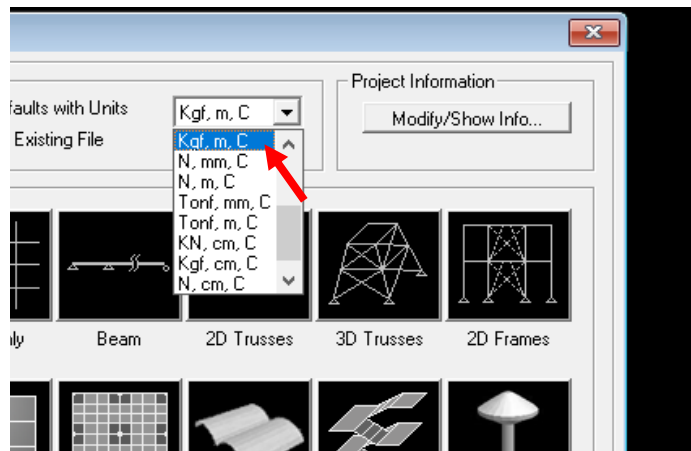 Project Information
faults with Units
Kgf, m, C
Modify/Show Info...
Existing File
Kgf, m, C
N, mm, C
N, m, C
Tonf, mm, C
Tonf, m, C
KN, cm, C
Kgf, cm, C
N, cm, C
nly
Beam
2D Trusses
3D Trusses
2D Frames